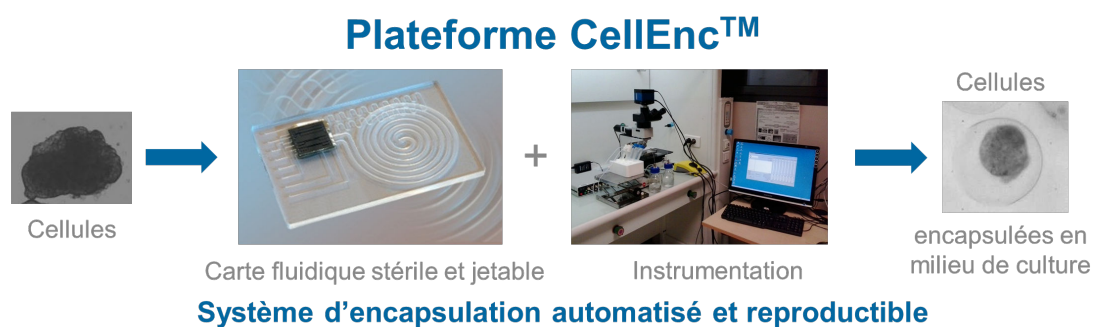 Plateforme CellEnc™
Cellules
Carte fluidique stérile et jetable
+
Instrumentation
Cellules
encapsulées en
milieu de culture
Système d’encapsulation automatisé et reproductible